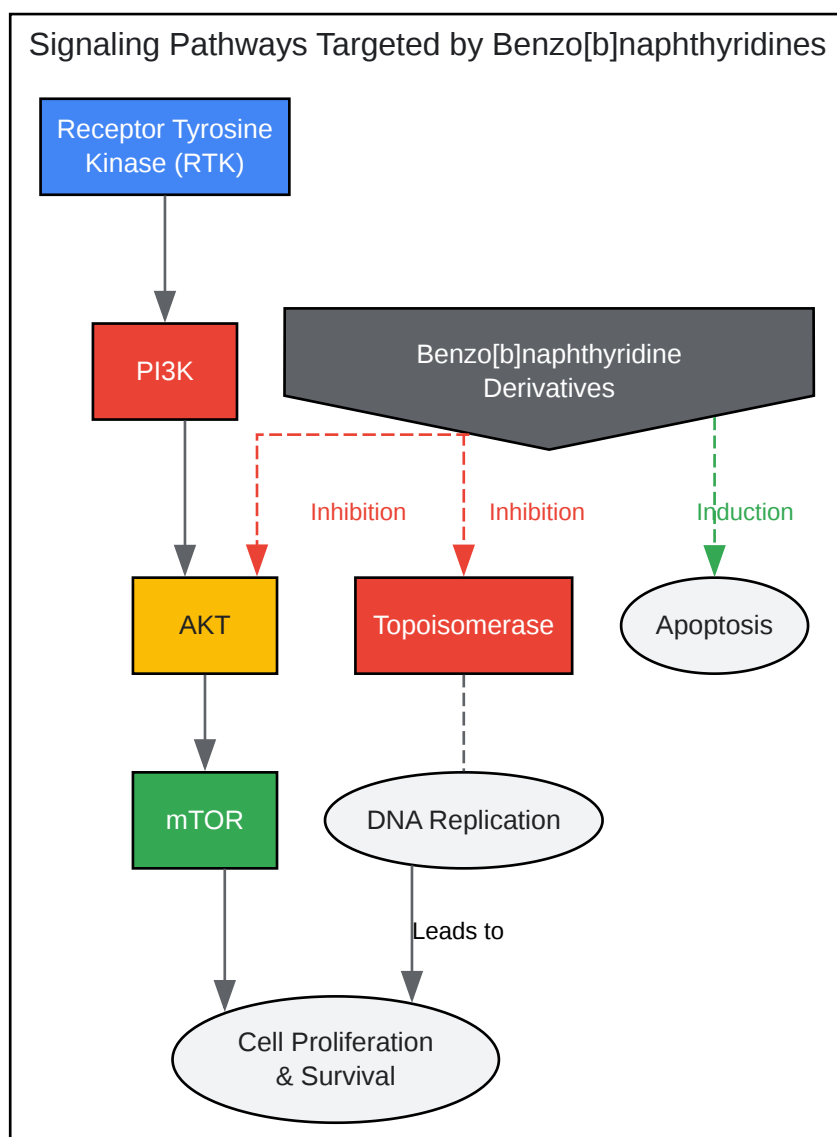 Signaling Pathways Targeted by Benzo[b]naphthyridines
Receptor Tyrosine
Kinase (RTK)
PI3K
Benzo[b]naphthyridine
Derivatives
Inhibition
Inhibition
Induction
AKT
Topoisomerase
Apoptosis
mTOR
DNA Replication
Leads to
Cell Proliferation
& Survival